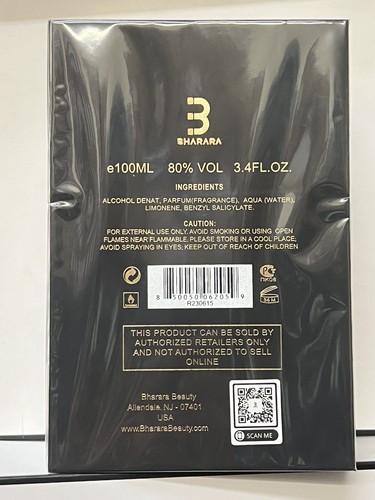 BHARARA
e100ML 80% VOL 3.4FL.OZ.
INGREDIENTS
ALCOHOL DENAT, PARFUM(FRAGRANCE), AQUA (WATER),
LIMONENE, BENZYL SALICYLATE.
CAUTION:
FOR EXTERNAL USE ONLY. AVOID SMOKING OR USING OPEN
FLAMES NEAR FLAMMABLE, PLEASE STORE IN A COOL PLACE;
AVOID SPRAYING IN EYES; KEEP OUT OF REACH OF CHILDREN
8 50050 06205 9
R230615
ПК08
36 M
THIS PRODUCT CAN BE SOLD BY
AUTHORIZED RETAILERS ONLY
AND NOT AUTHORIZED TO SELL
ONLINE
Bharara Beauty
Allendale, NJ - 07401
USA
www.BhararaBeauty.com
SCAN ME